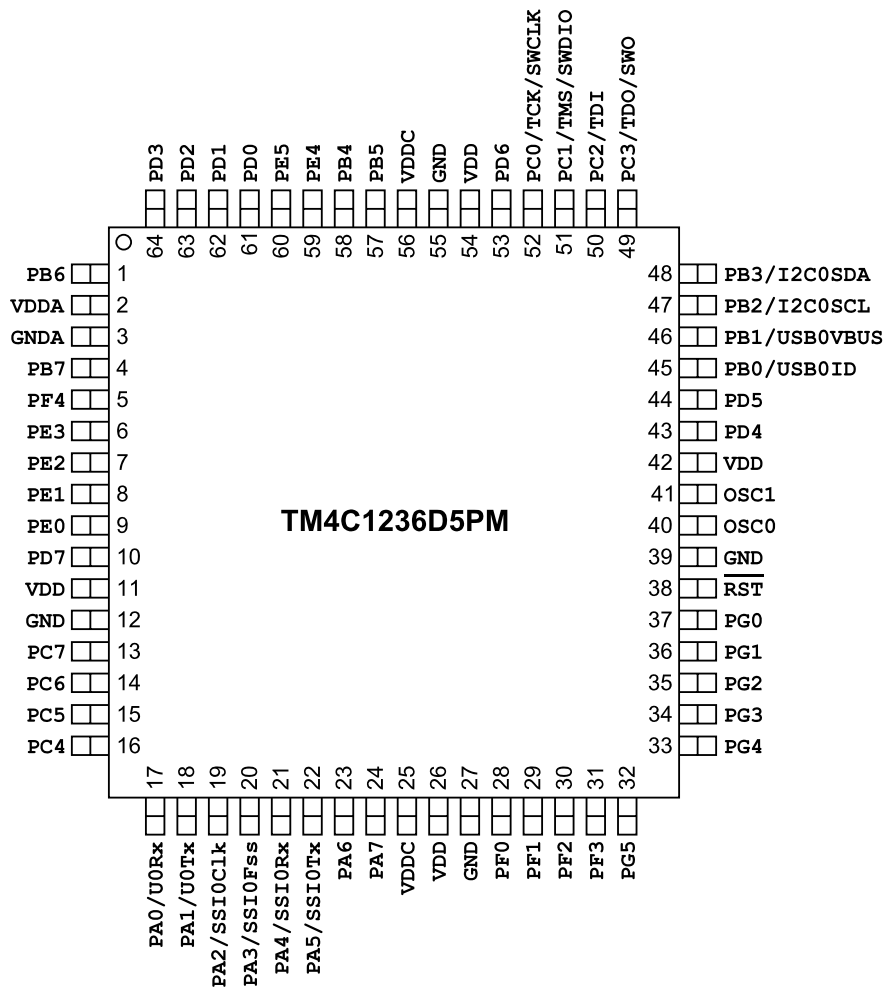 PD3
PD2
PD1
PD0
PE5
PE4
PB4
PB5
VDDC
GND
VDD
PD6
PC0/TCK/SWCLK
PC1/TMS/SWDIO
PC2/TDI
PC3/TDO/SWO
64
63
62
61
60
59
58
57
56
55
54
53
52
51
50
49
PB6 1
VDDA 2
GNDA 3
PB7 4
PF4 5
PE3 6
PE2 7
PE1 8
PE0 9
PD7 10
VDD 11
GND 12
PC7 13
PC6 14
PC5 15
PC4 16
TM4C1236D5PM
48 PB3/I2C0SDA
47 PB2/I2C0SCL
46 PB1/USB0VBUS
45 PB0/USB0ID
44 PD5
43 PD4
42 VDD
41 OSC1
40 OSC0
39 GND
38 RST
37 PG0
36 PG1
35 PG2
34 PG3
33 PG4
17
18
19
20
21
22
23
24
25
26
27
28
29
30
31
32
PA0/U0Rx
PA1/U0Tx
PA2/SSI0Clk
PA3/SSI0Fss
PA4/SSI0Rx
PA5/SSI0Tx
PA6
PA7
VDDC
VDD
GND
PF0
PF1
PF2
PF3
PG5